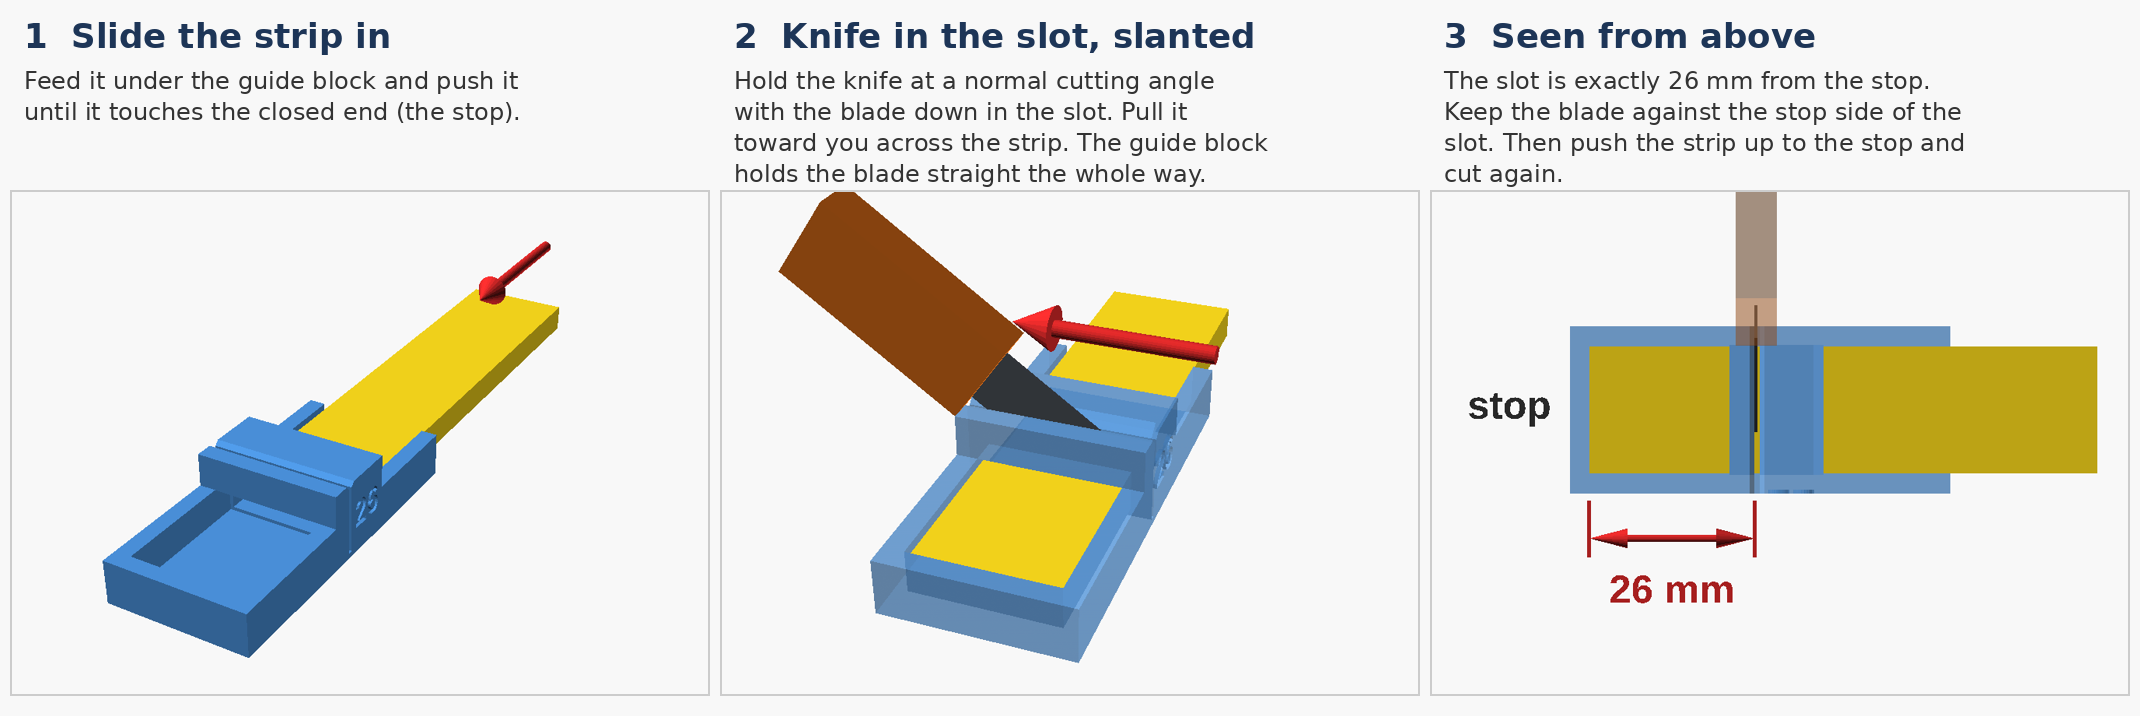 1 Slide the strip in
Feed it under the guide block and push it
until it touches the closed end (the stop).
26
2 Knife in the slot, slanted
Hold the knife at a normal cutting angle
with the blade down in the slot. Pull it
toward you across the strip. The guide block
holds the blade straight the whole way.
26
3 Seen from above
The slot is exactly 26 mm from the stop.
Keep the blade against the stop side of the
slot. Then push the strip up to the stop and
cut again.
stop
26 mm